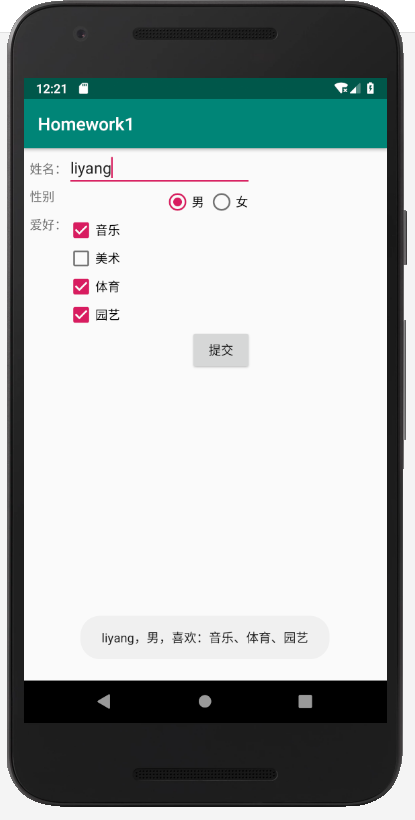 12:21
Homework1
姓名： liyang
性别 男 女
爱好： 音乐
美术
体育
园艺
提交
liyang，男，喜欢：音乐、体育、园艺